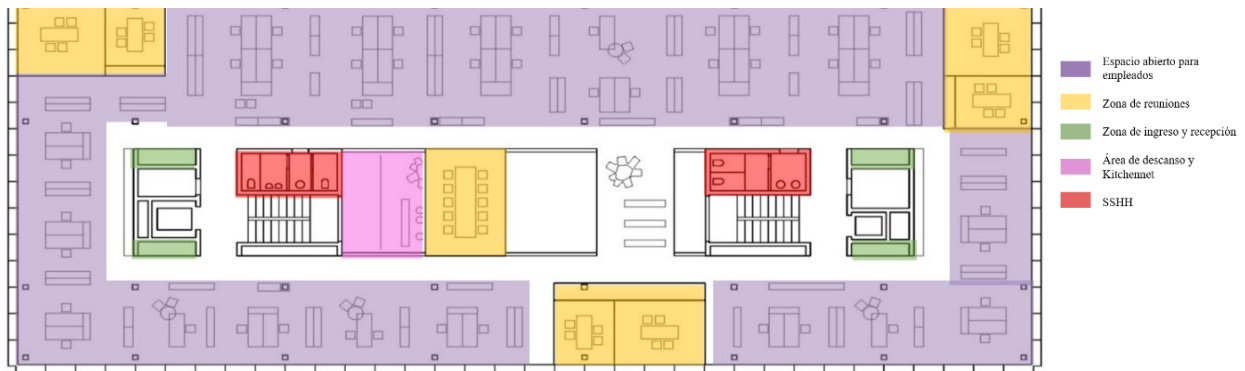 Espacio abierto para
empleados
Zona de reuniones
Zona de ingreso y recepción
Área de descanso y
Kitchennet
SSHH